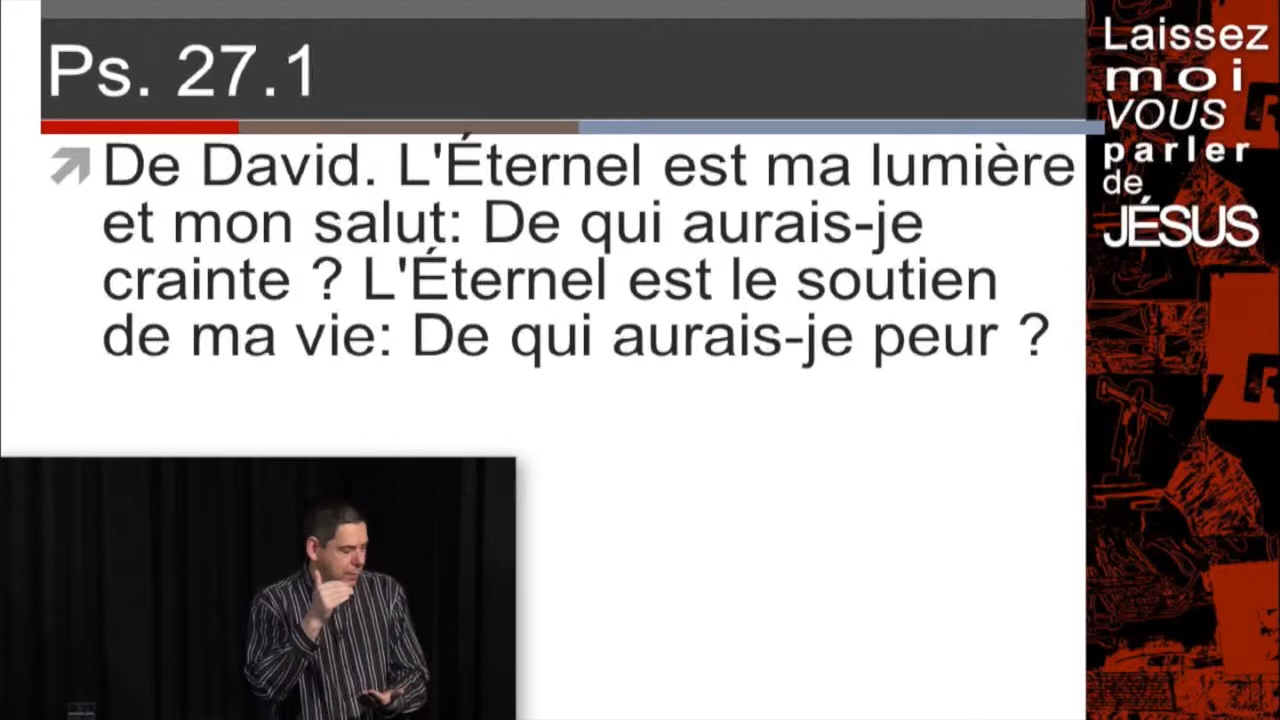 Ps. 27.1
De David. L'Éternel est ma lumière
et mon salut: De qui aurais-je
crainte ? L'Éternel est le soutien
de ma vie: De qui aurais-je peur ?
Laissez
moi
VOUS
parler
de
JÉSUS